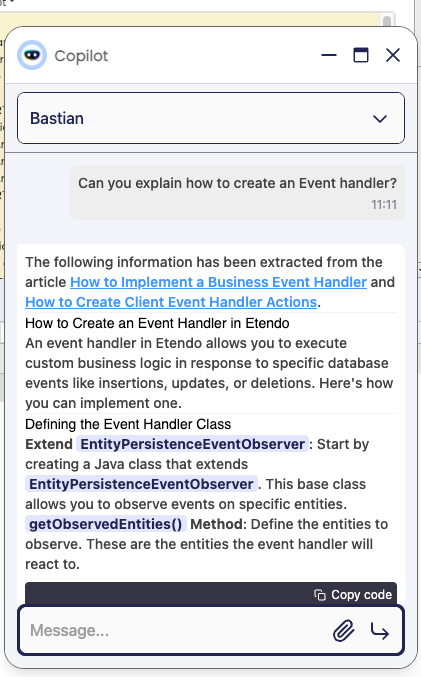 Copilot
Bastian
Can you explain how to create an Event handler?
11:11
The following information has been extracted from the
article How to Implement a Business Event Handler and
How to Create Client Event Handler Actions.
How to Create an Event Handler in Etendo
An event handler in Etendo allows you to execute
custom business logic in response to specific database
events like insertions, updates, or deletions. Here's how
you can implement one.
Defining the Event Handler Class
Extend EntityPersistenceEventObserver: Start by
creating a Java class that extends
EntityPersistenceEventObserver. This base class
allows you to observe events on specific entities.
getObservedEntities() Method: Define the entities to
observe. These are the entities the event handler will
react to.
Copy code
Message...